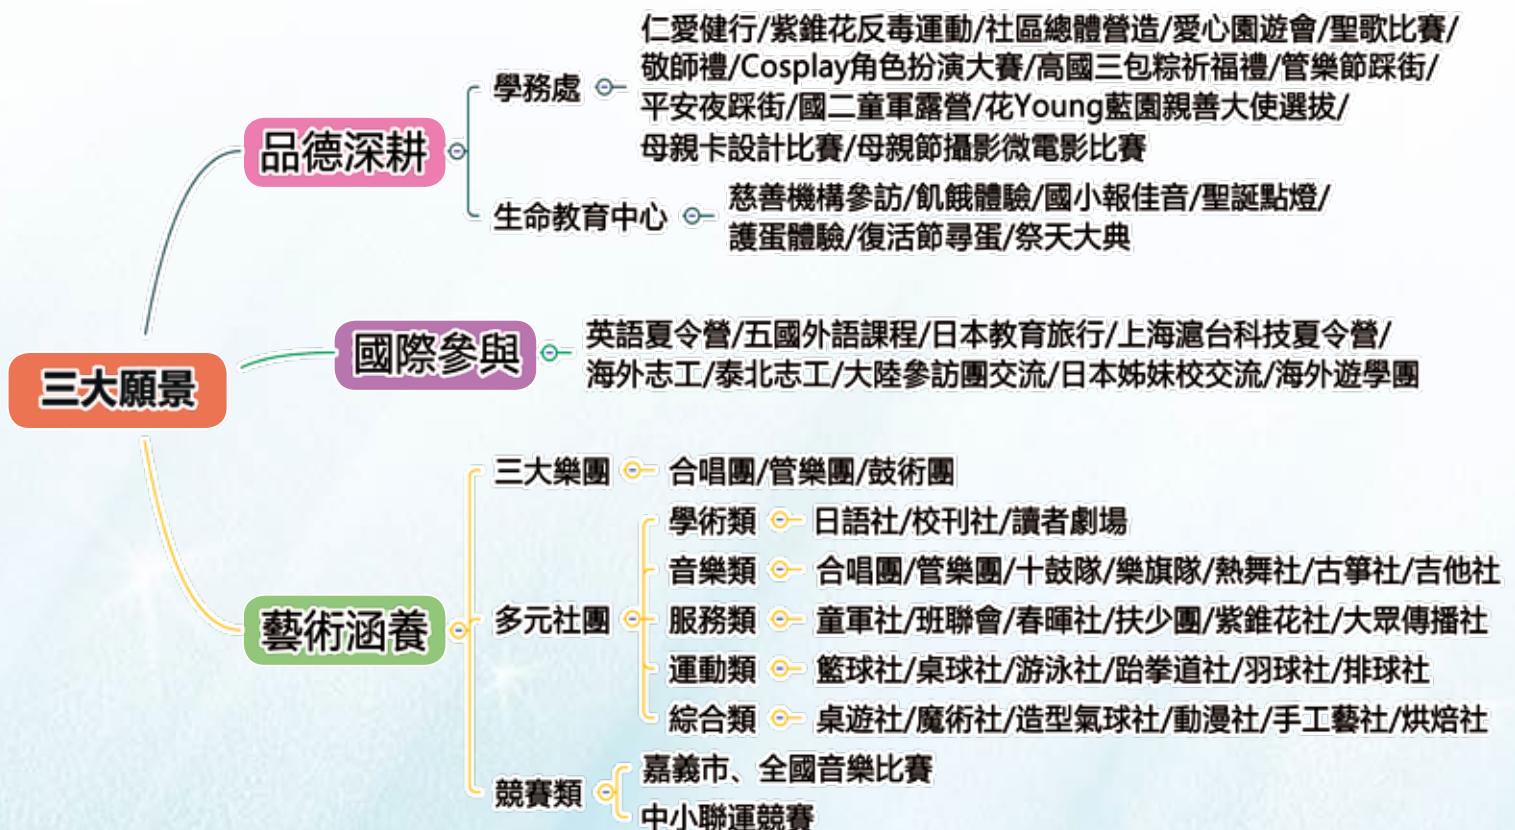 仁愛健行/紫錐花反毒運動/社區總體營造/愛心園遊會/聖歌比賽/
敬師禮/Cosplay角色扮演大賽/高國三包粽祈福禮/管樂節踩街/
學務處
平安夜踩街/國二童軍露營/花Young藍園親善大使選拔/
母親卡設計比賽/母親節攝影微電影比賽
品德深耕
生命教育中心
慈善機構參訪/飢餓體驗/國小報佳音/聖誕點燈/
護蛋體驗/復活節尋蛋/祭天大典
三大願景
國際參與
英語夏令營/五國外語課程/日本教育旅行/上海滬台科技夏令營/
海外志工/泰北志工/大陸參訪團交流/日本姊妹校交流/海外遊學團
藝術涵養
三大樂團
合唱團/管樂團/鼓術團
多元社團
學術類
日語社/校刊社/讀者劇場
音樂類
合唱團/管樂團/十鼓隊/樂旗隊/熱舞社/古箏社/吉他社
服務類
童軍社/班聯會/春暉社/扶少團/紫錐花社/大眾傳播社
運動類
籃球社/桌球社/游泳社/跆拳道社/羽球社/排球社
綜合類
桌遊社/魔術社/造型氣球社/動漫社/手工藝社/烘焙社
競賽類
嘉義市、全國音樂比賽
中小聯運競賽